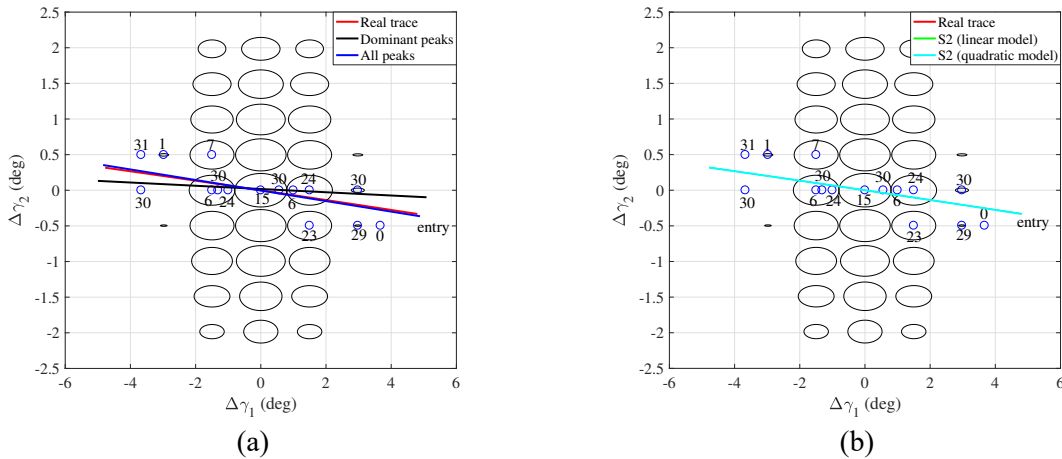 2.5
2
1.5
1
0.5
0
-0.5
-1
-1.5
-2
-2.5
-6 -4 -2 0 2 4 6
Δγ₂ (deg)
Δγ₁ (deg)
Real trace
Dominant peaks
All peaks
31 1 7
30 30 24 30
30 6 24 15 6
23 29 0
entry
(a)
2.5
2
1.5
1
0.5
0
-0.5
-1
-1.5
-2
-2.5
-6 -4 -2 0 2 4 6
Δγ₂ (deg)
Δγ₁ (deg)
Real trace
S2 (linear model)
S2 (quadratic model)
31 1 7
30 30 24 30
30 6 24 15 6
0
23 29
entry
(b)